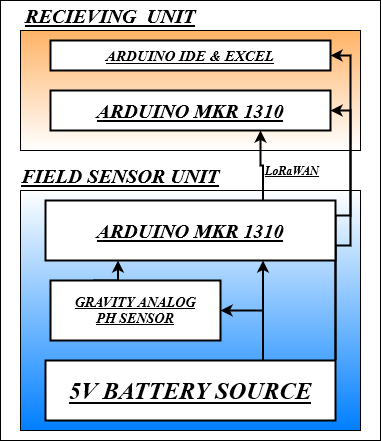 RECIEVING UNIT
ARDUINO IDE & EXCEL
ARDUINO MKR 1310
LoRaWAN
FIELD SENSOR UNIT
ARDUINO MKR 1310
GRAVITY ANALOG
PH SENSOR
5V BATTERY SOURCE